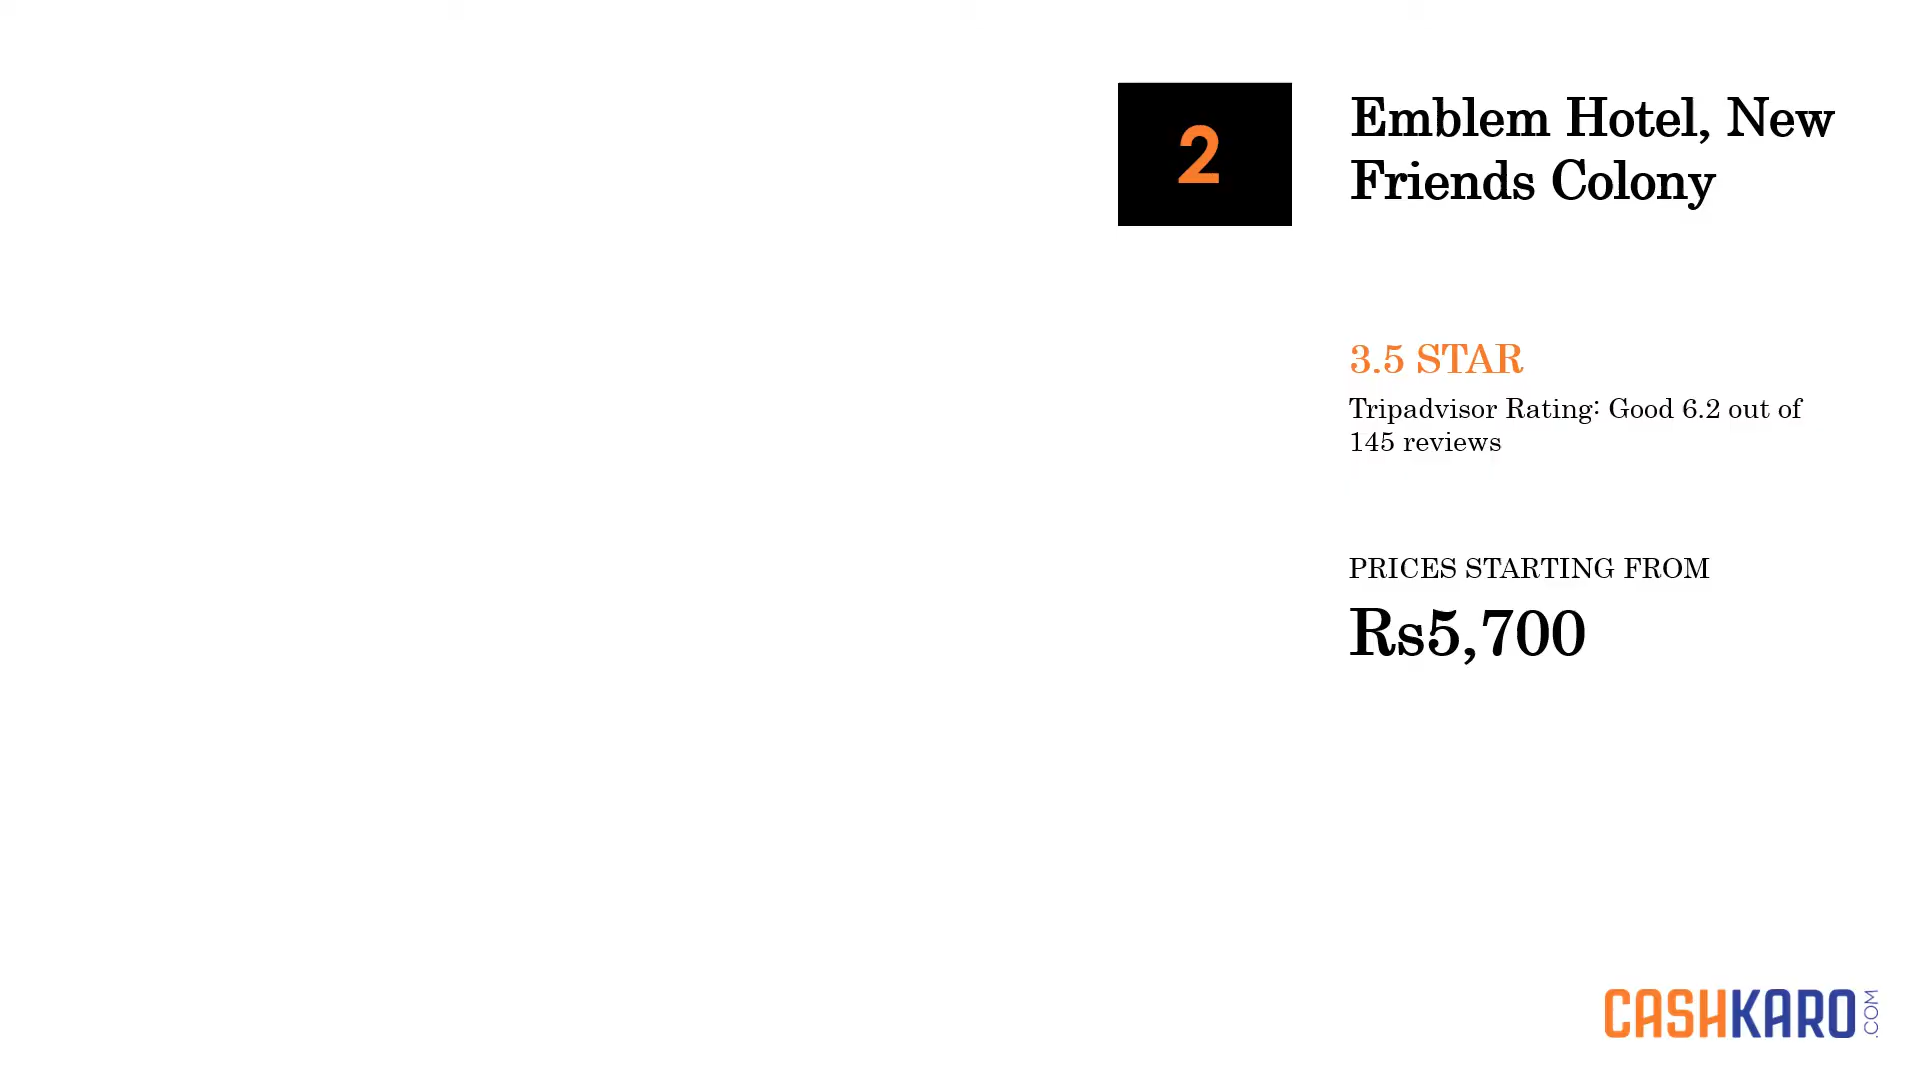 2
Emblem Hotel, New
Friends Colony
3.5 STAR
Tripadvisor Rating: Good 6.2 out of
145 reviews
PRICES STARTING FROM
Rs5,700
CASHKARO.COM